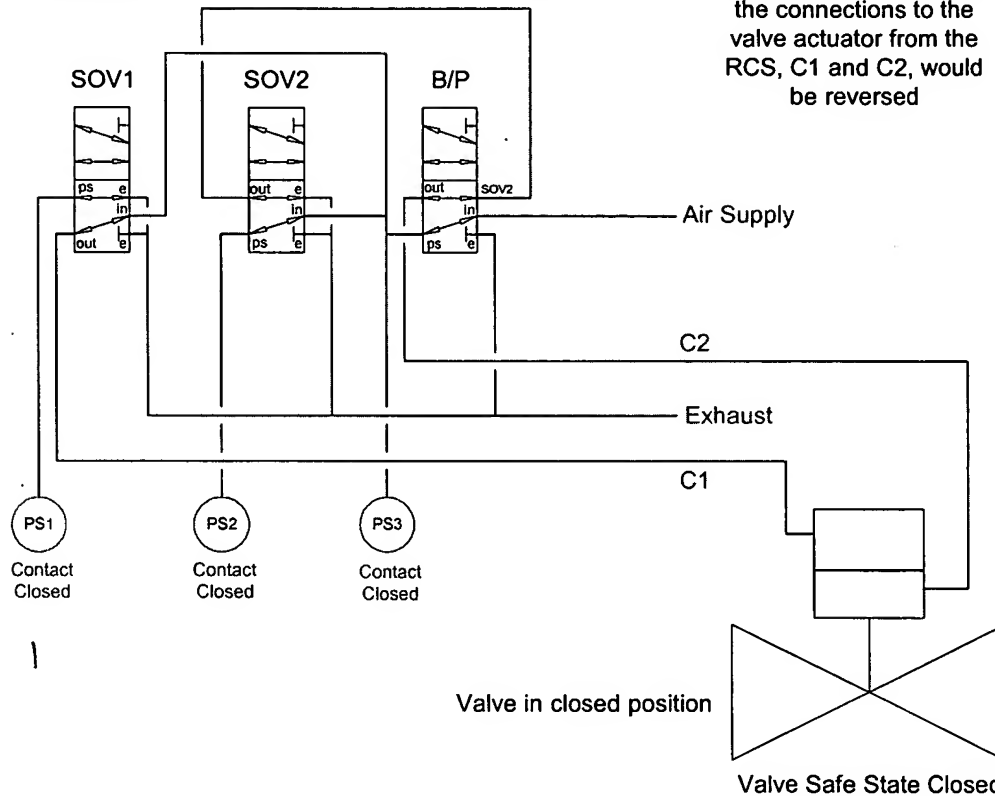 the connections to the
valve actuator from the
RCS, C1 and C2, would
be reversed
SOV1 SOV2 B/P
ps e out e out SOV2
in in in
out e ps e ps e
Air Supply
C2
Exhaust
C1
PS1 PS2 PS3
Contact Contact Contact
Closed Closed Closed
Valve in closed position
Valve Safe State Closed